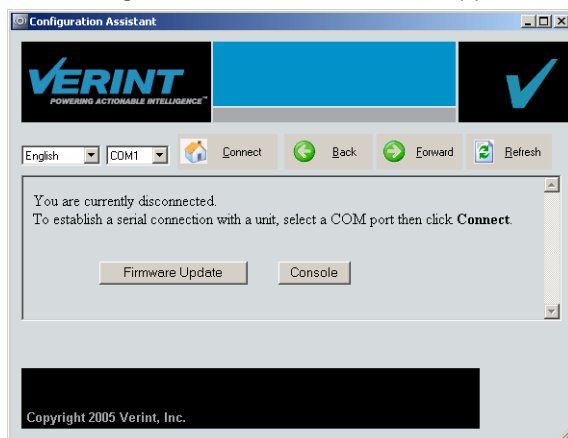 Configuration Assistant
VERINT
POWERING ACTIONABLE INTELLIGENCE™
English COM1 Connect Back Forward Refresh
You are currently disconnected.
To establish a serial connection with a unit, select a COM port then click Connect.
Firmware Update Console
Copyright 2005 Verint, Inc.